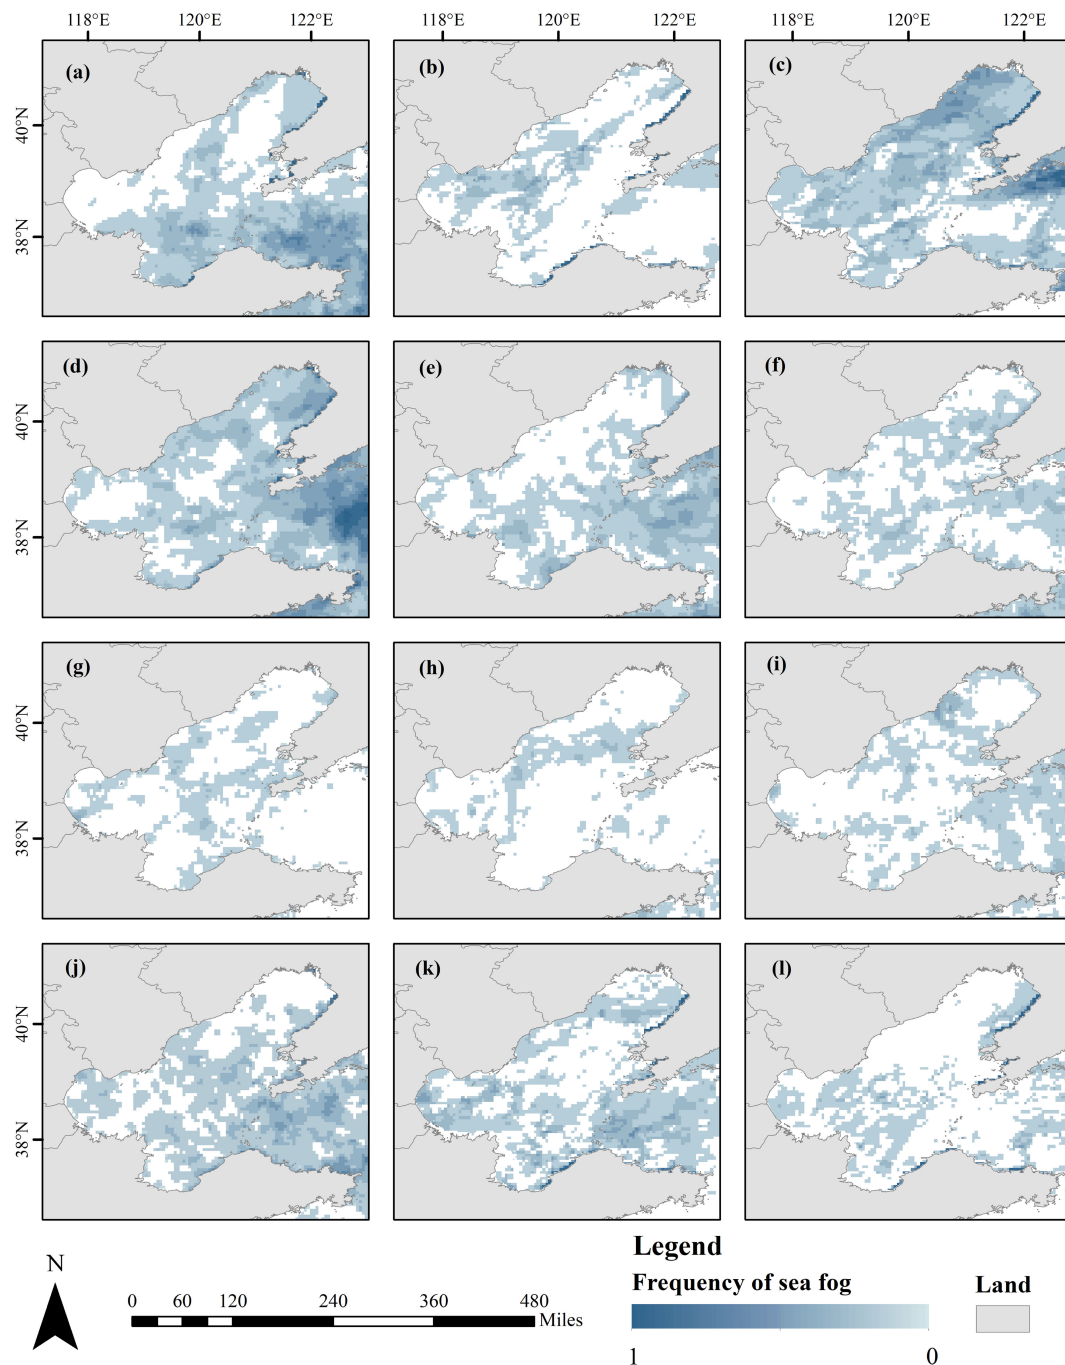 118°E 120°E 122°E 118°E 120°E 122°E 118°E 120°E 122°E
(a) (b) (c)
40°N
38°N
(d) (e) (f)
40°N
38°N
(g) (h) (i)
40°N
38°N
(j) (k) (l)
40°N
38°N
N
0 60 120 240 360 480
Miles
Legend
Frequency of sea fog
1 0
Land